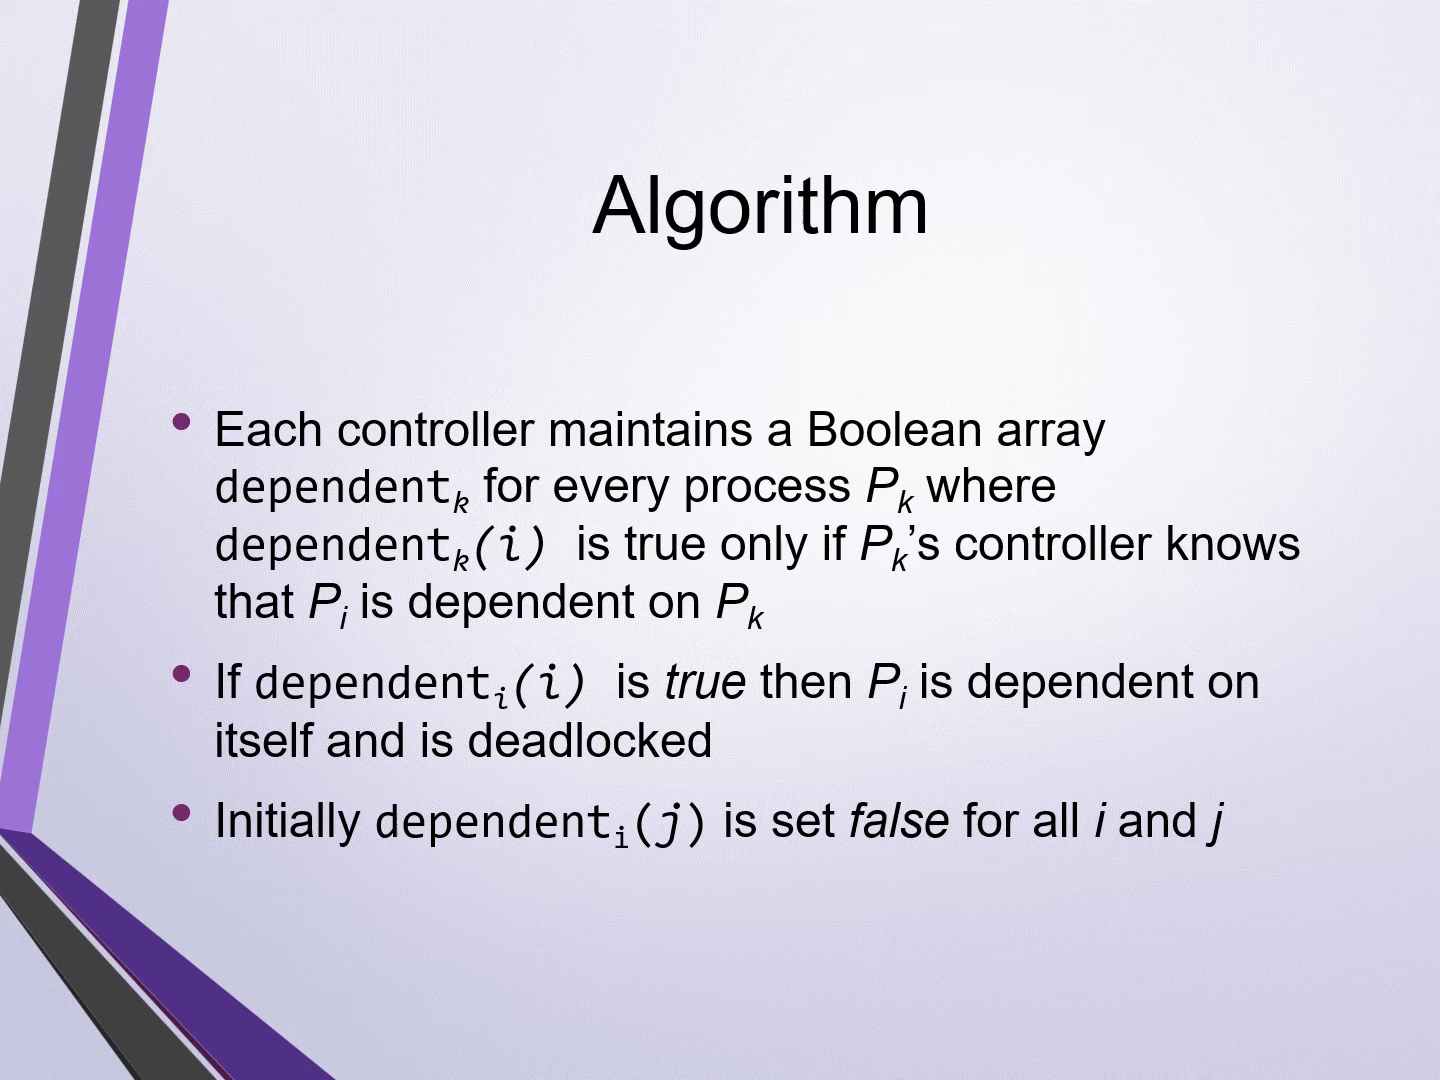 Algorithm
• Each controller maintains a Boolean array
dependentk for every process Pk where
dependentk(i) is true only if Pk’s controller knows
that Pi is dependent on Pk
• If dependenti(i) is true then Pi is dependent on
itself and is deadlocked
• Initially dependenti(j) is set false for all i and j